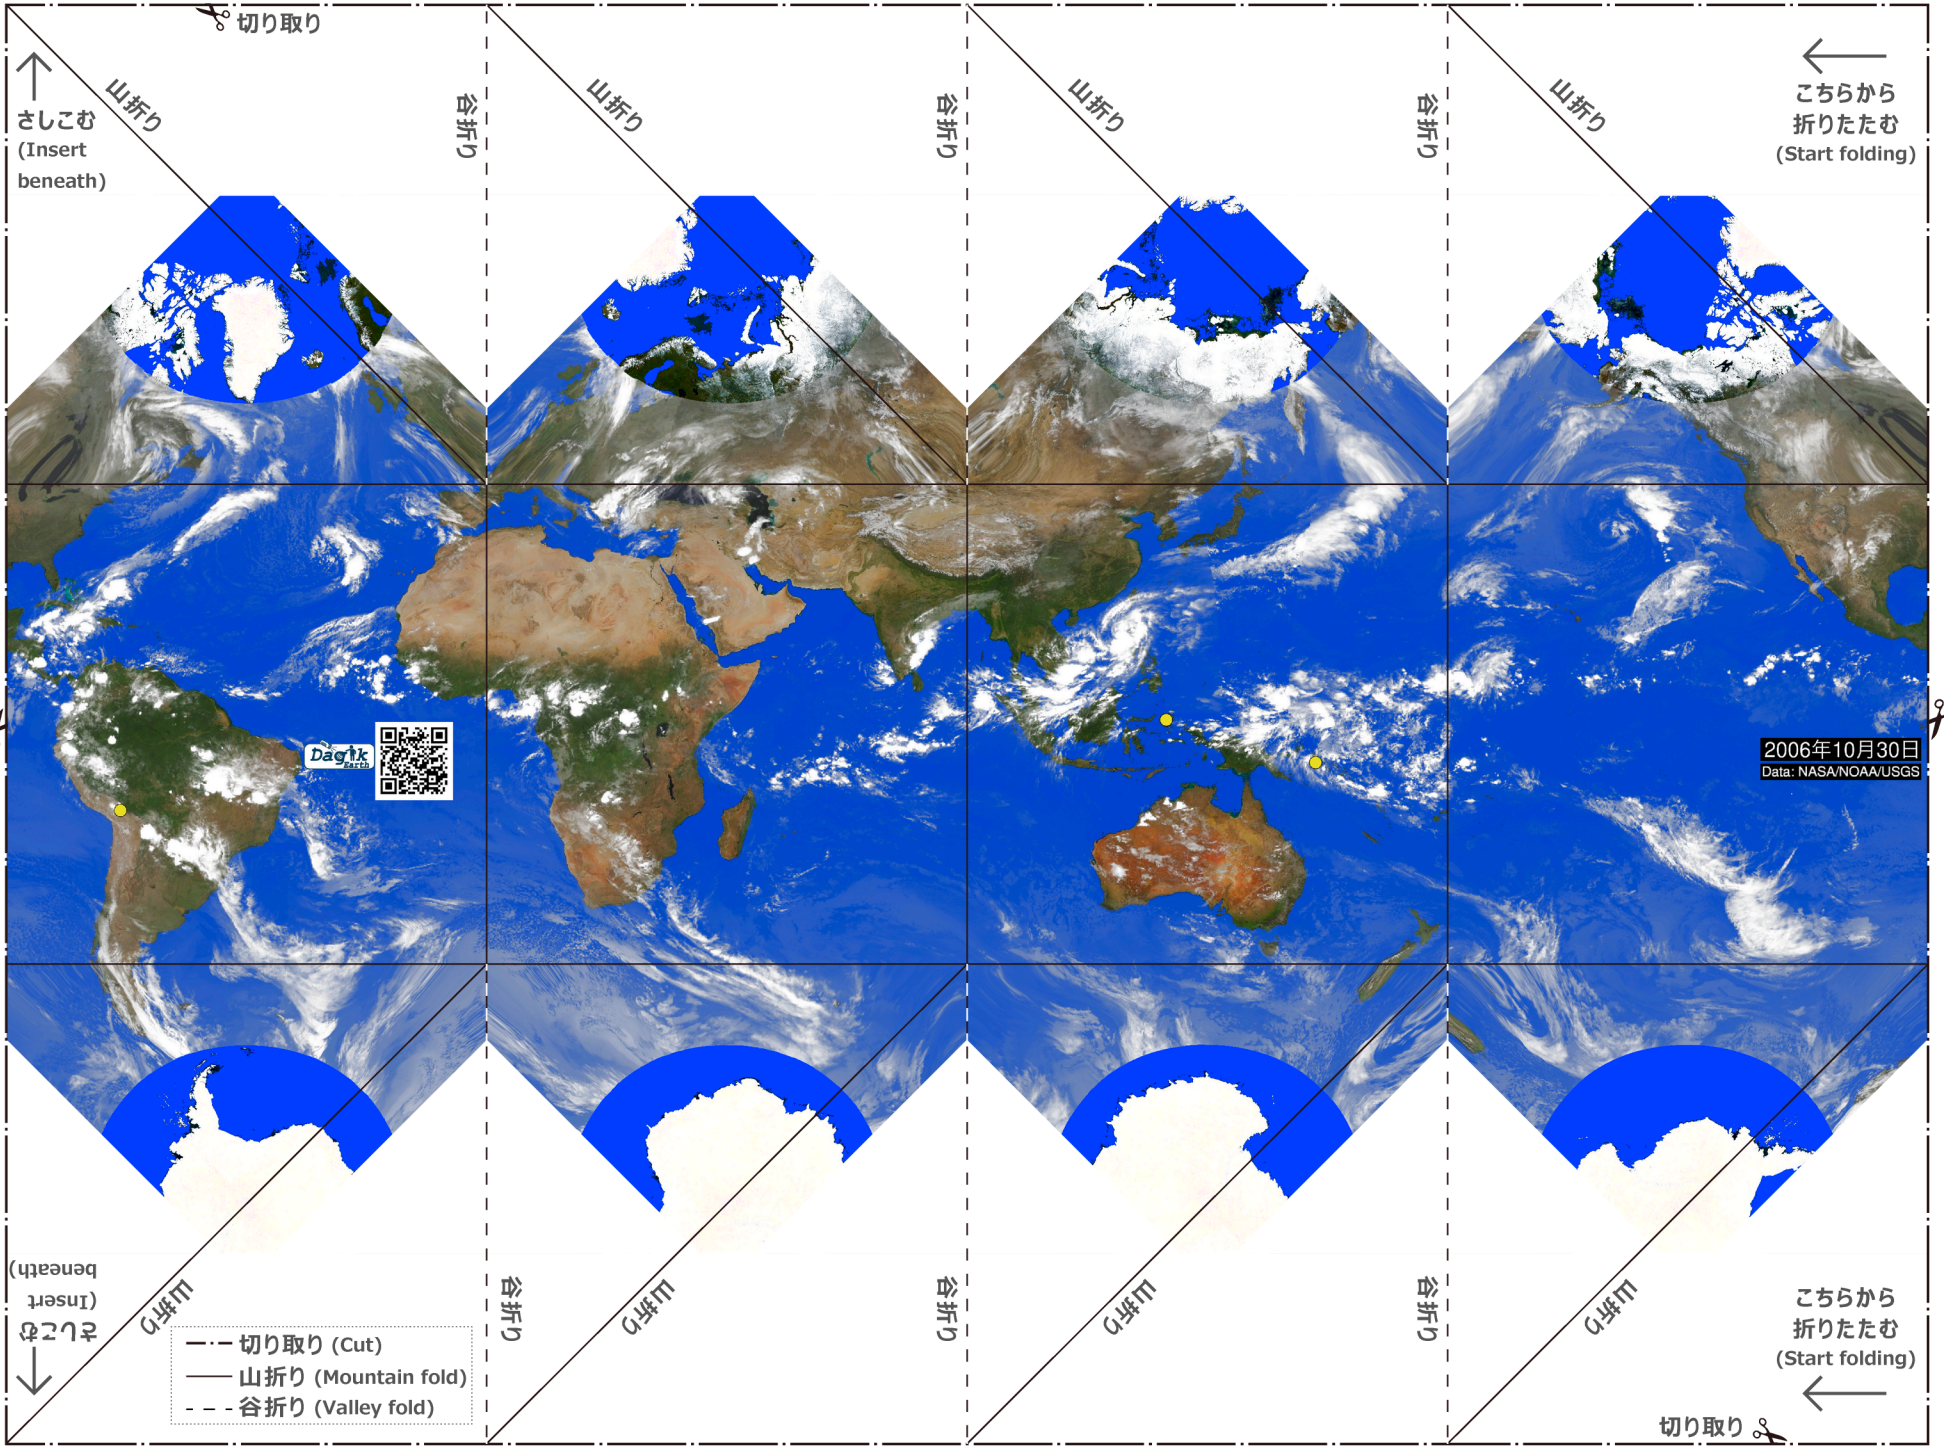 切り取り
さしこむ
(Insert
beneath)
山折り
谷折り
山折り
谷折り
山折り
谷折り
山折り
こちらから
折りたたむ
(Start folding)
Dagik
Earth
2006年10月30日
Data: NASA/NOAA/USGS
さしこむ
(Insert
beneath)
山折り
谷折り
山折り
谷折り
山折り
谷折り
山折り
こちらから
折りたたむ
(Start folding)
切り取り (Cut)
山折り (Mountain fold)
谷折り (Valley fold)
切り取り